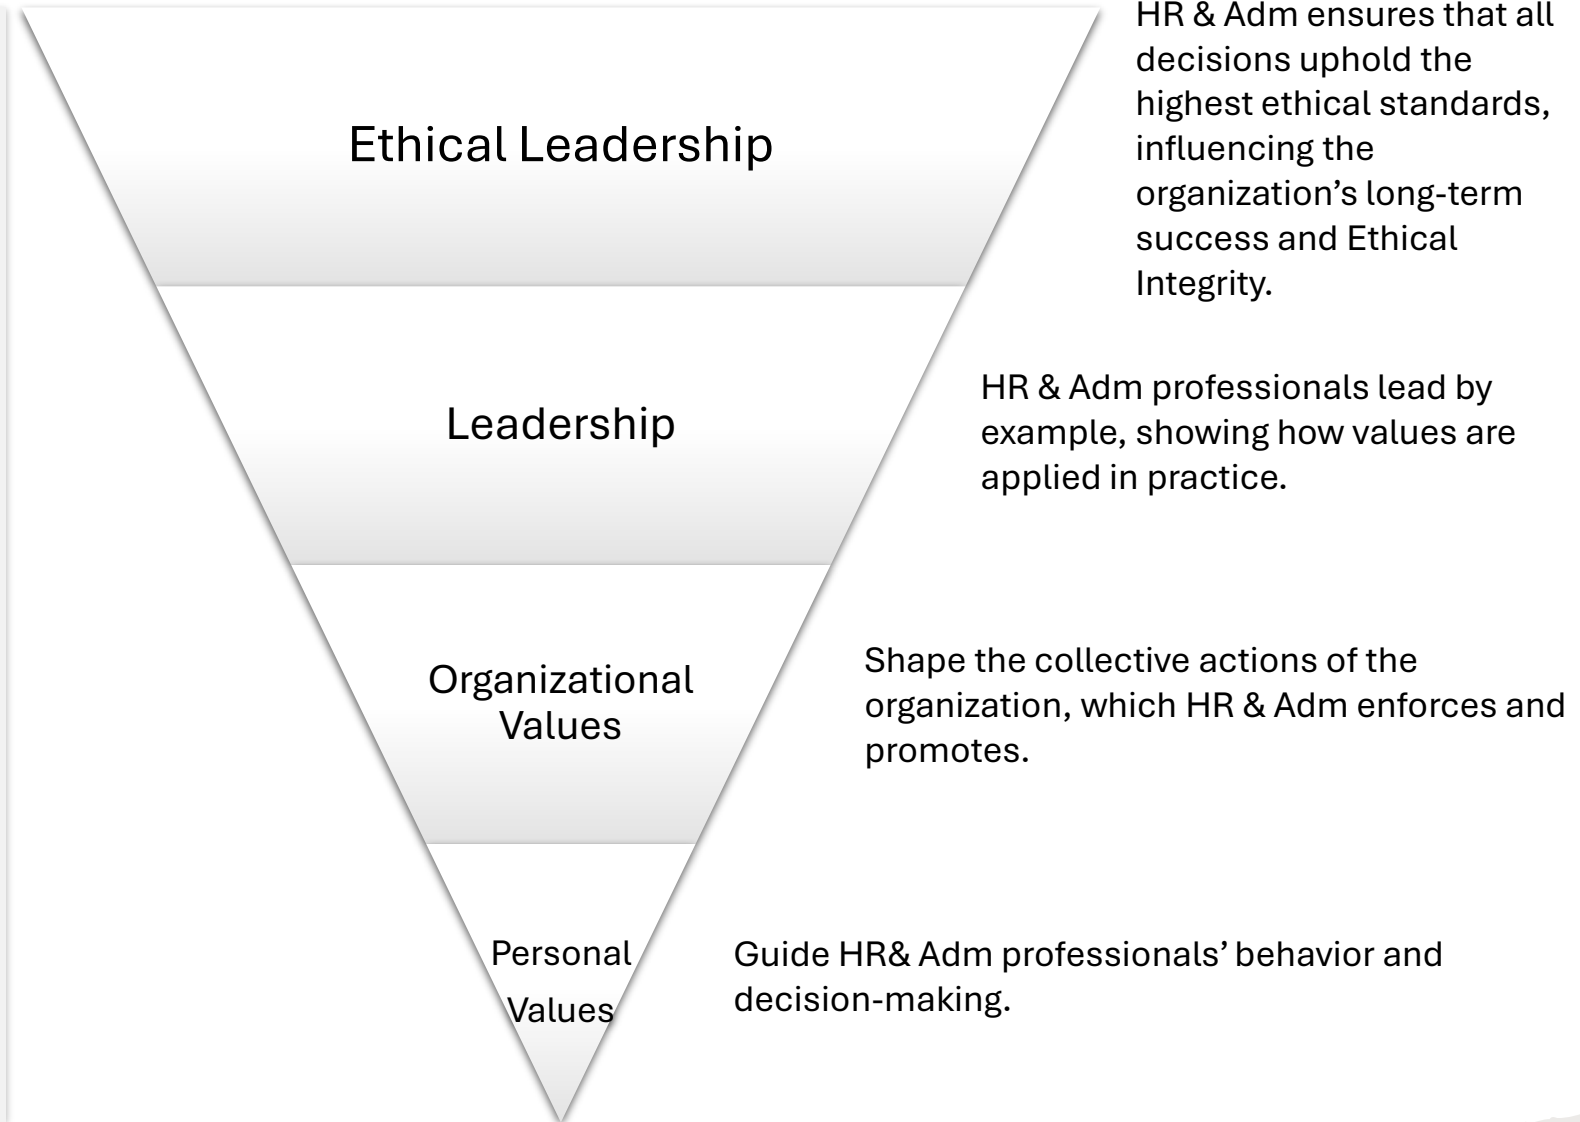 Ethical Leadership
HR & Adm ensures that all
decisions uphold the
highest ethical standards,
influencing the
organization’s long-term
success and Ethical
Integrity.
Leadership
HR & Adm professionals lead by
example, showing how values are
applied in practice.
Organizational
Values
Shape the collective actions of the
organization, which HR & Adm enforces and
promotes.
Personal
Values
Guide HR& Adm professionals’ behavior and
decision-making.